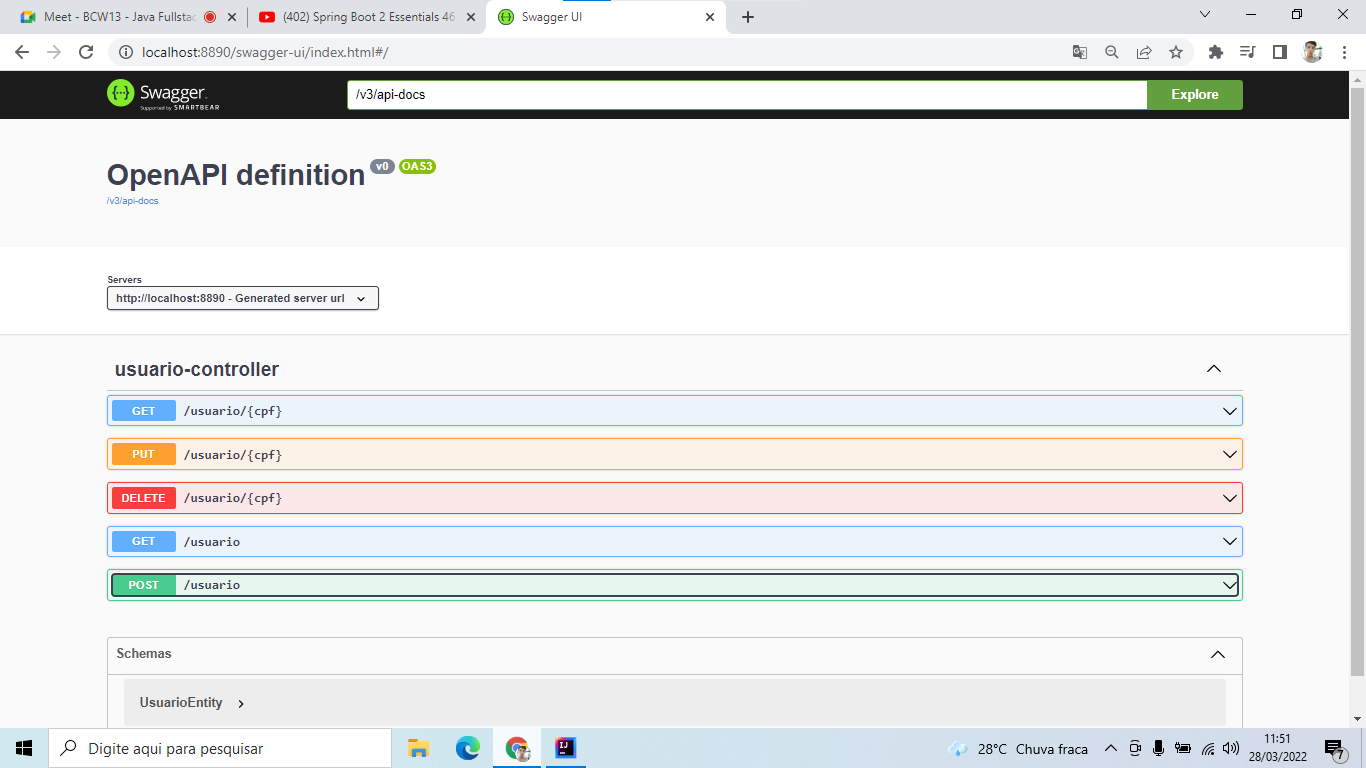 Meet - BCW13 - Java Fullstac
(402) Spring Boot 2 Essentials 46
Swagger UI
localhost:8890/swagger-ui/index.html#/
Swagger.
Supported by SMARTBEAR
/v3/api-docs
Explore
OpenAPI definition
v0
OAS3
/v3/api-docs
Servers
http://localhost:8890 - Generated server url
usuario-controller
GET /usuario/{cpf}
PUT /usuario/{cpf}
DELETE /usuario/{cpf}
GET /usuario
POST /usuario
Schemas
UsuarioEntity
Digite aqui para pesquisar
28°C Chuva fraca
11:51
28/03/2022
7
IJ